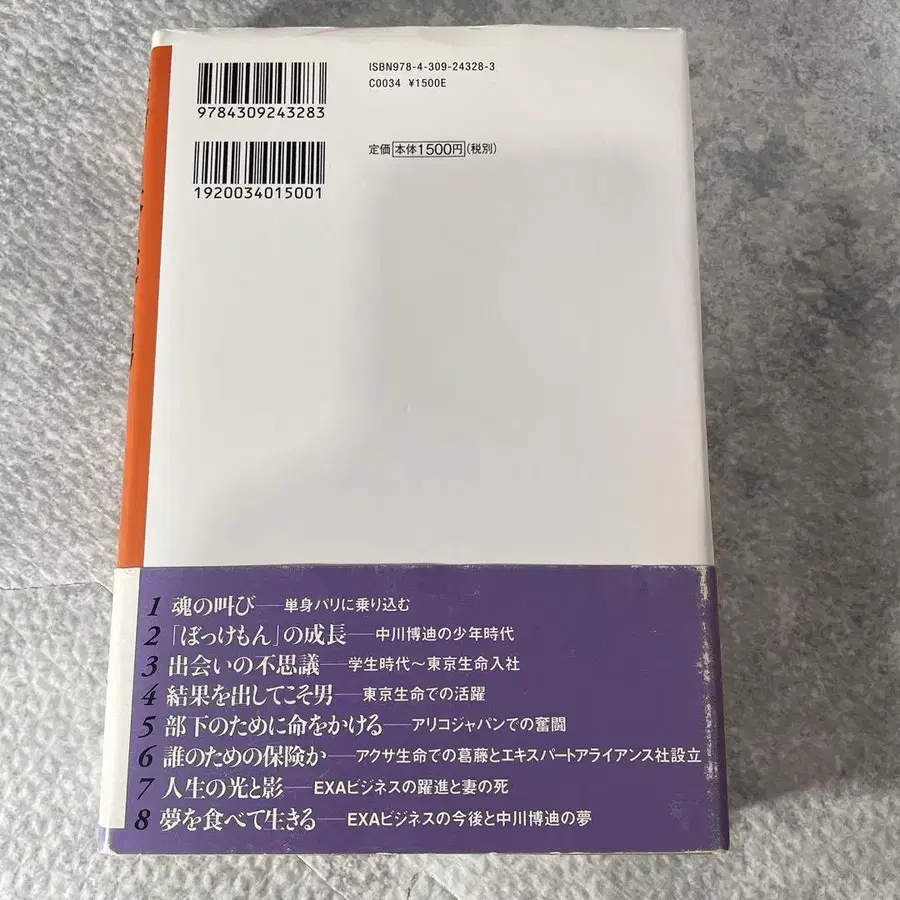 ISBN978-4-309-24328-3
C0034 ¥1500E
9784309243283
定価 本体1500円(税別)
1920034015001
1 魂の叫び──単身パリに乗り込む
2 「ぼっけもん」の成長──中川博迪の少年時代
3 出会いの不思議──学生時代〜東京生命入社
4 結果を出してこそ男──東京生命での活躍
5 部下のために命をかける──アリコジャパンでの奮闘
6 誰のための保険か──アクサ生命での葛藤とエキスパートアライアンス社設立
7 人生の光と影──EXAビジネスの躍進と妻の死
8 夢を食べて生きる──EXAビジネスの今後と中川博迪の夢